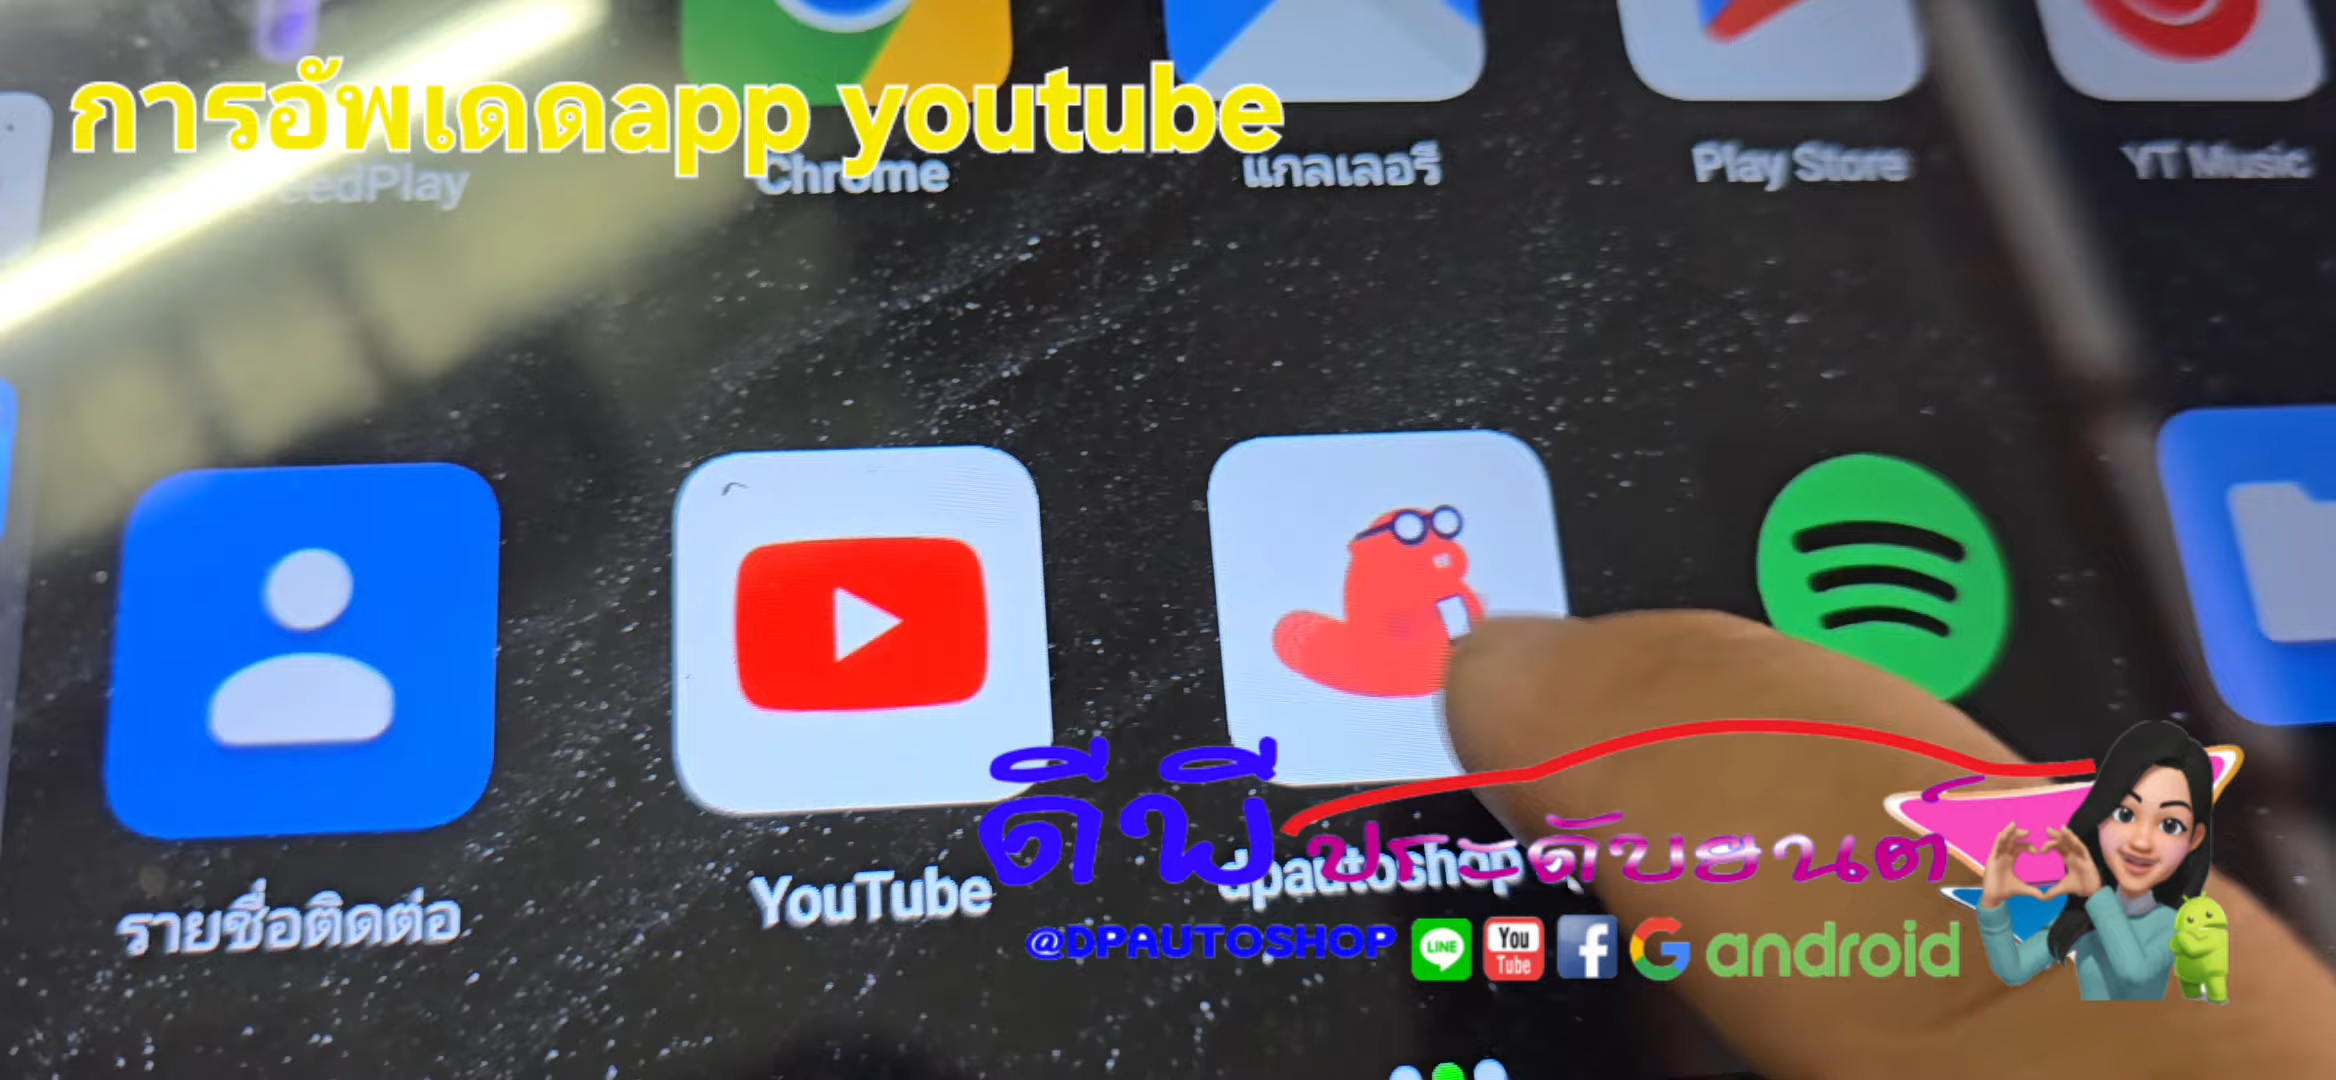 การอัพเดดapp youtube
Chrome
แกลเลอรี
Play Store
YT Music
รายชื่อติดต่อ
YouTube
dpautoshop
ดีพี ประดับยนต์
@DPAUTOSHOP LINE You Tube f G android